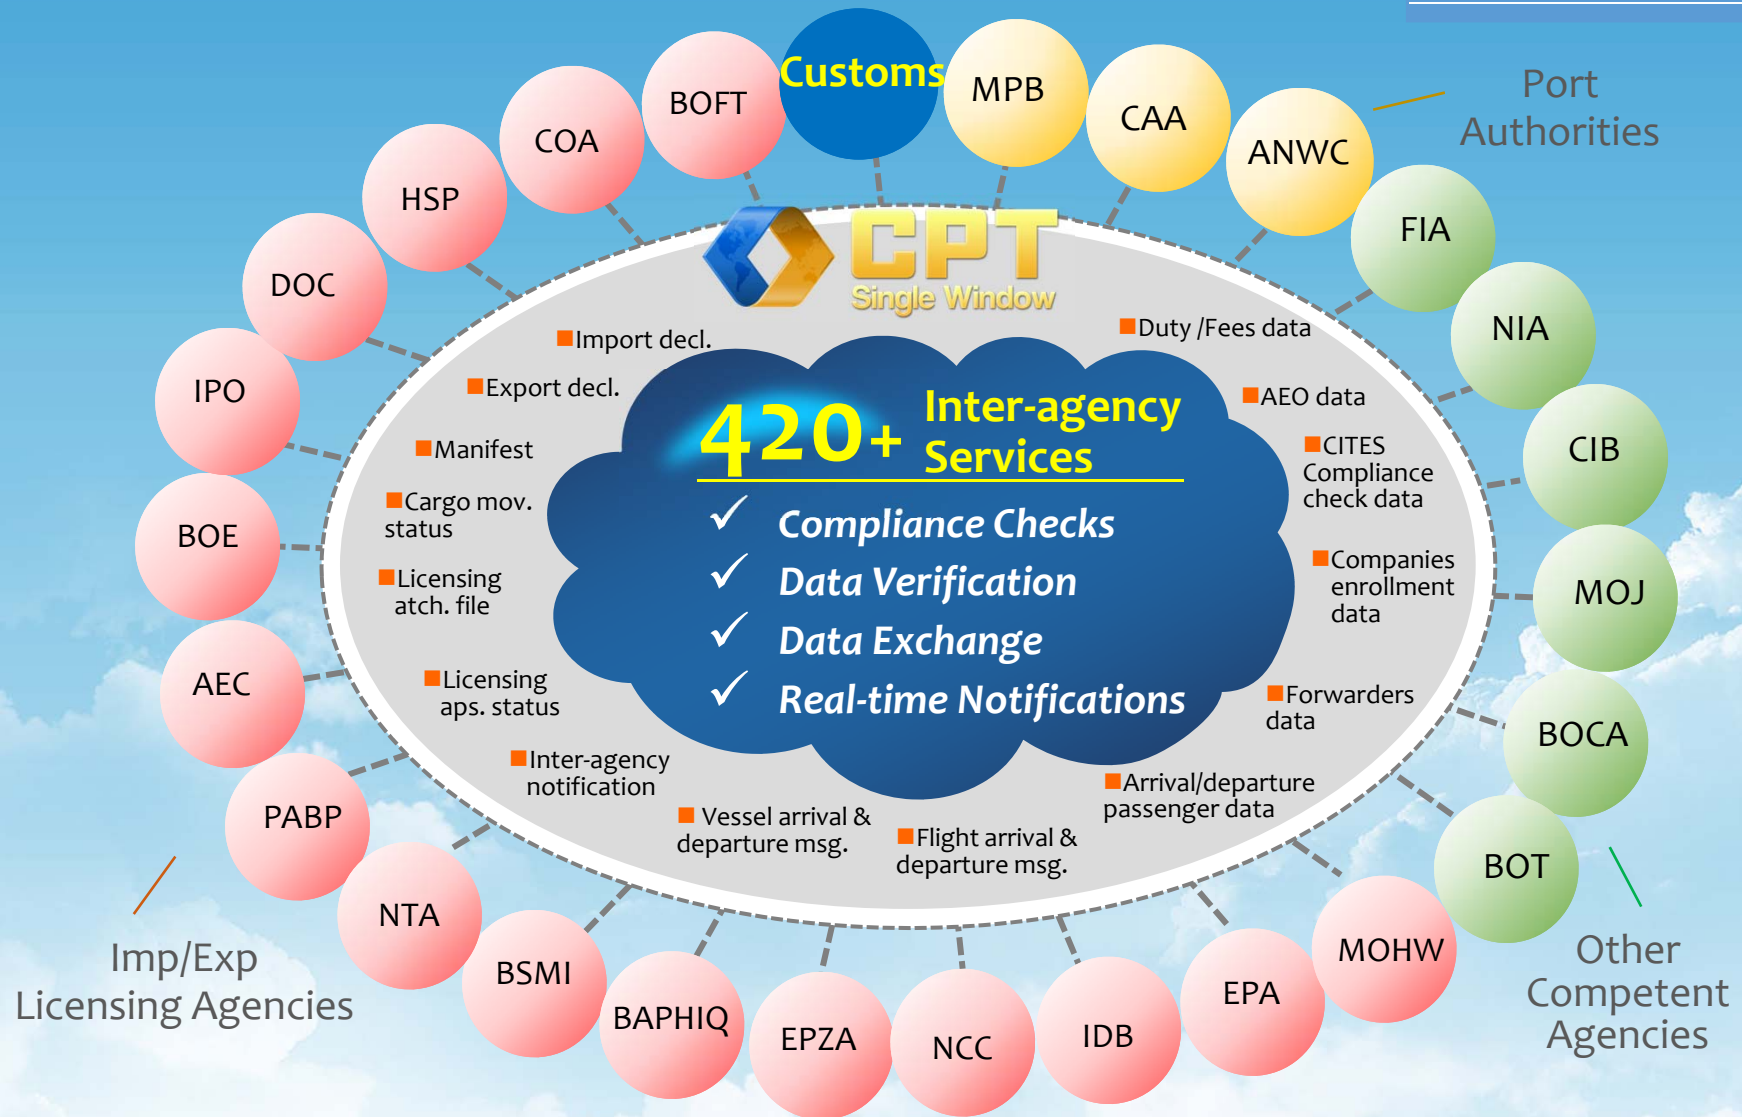 Customs
MPB
CAA
ANWC
Port
Authorities
FIA
NIA
CIB
MOJ
BOCA
BOT
Other
Competent
Agencies
MOHW
EPA
IDB
NCC
EPZA
BAPHIQ
BSMI
NTA
PABP
AEC
BOE
IPO
DOC
HSP
COA
BOFT
Imp/Exp
Licensing Agencies
CPT
Single Window
Import decl.
Export decl.
Manifest
Cargo mov.
status
Licensing
atch. file
Licensing
aps. status
Inter-agency
notification
Vessel arrival &
departure msg.
Flight arrival &
departure msg.
Arrival/departure
passenger data
Forwarders
data
Companies
enrollment
data
CITES
Compliance
check data
AEO data
Duty /Fees data
420+ Inter-agency
Services
✓ Compliance Checks
✓ Data Verification
✓ Data Exchange
✓ Real-time Notifications